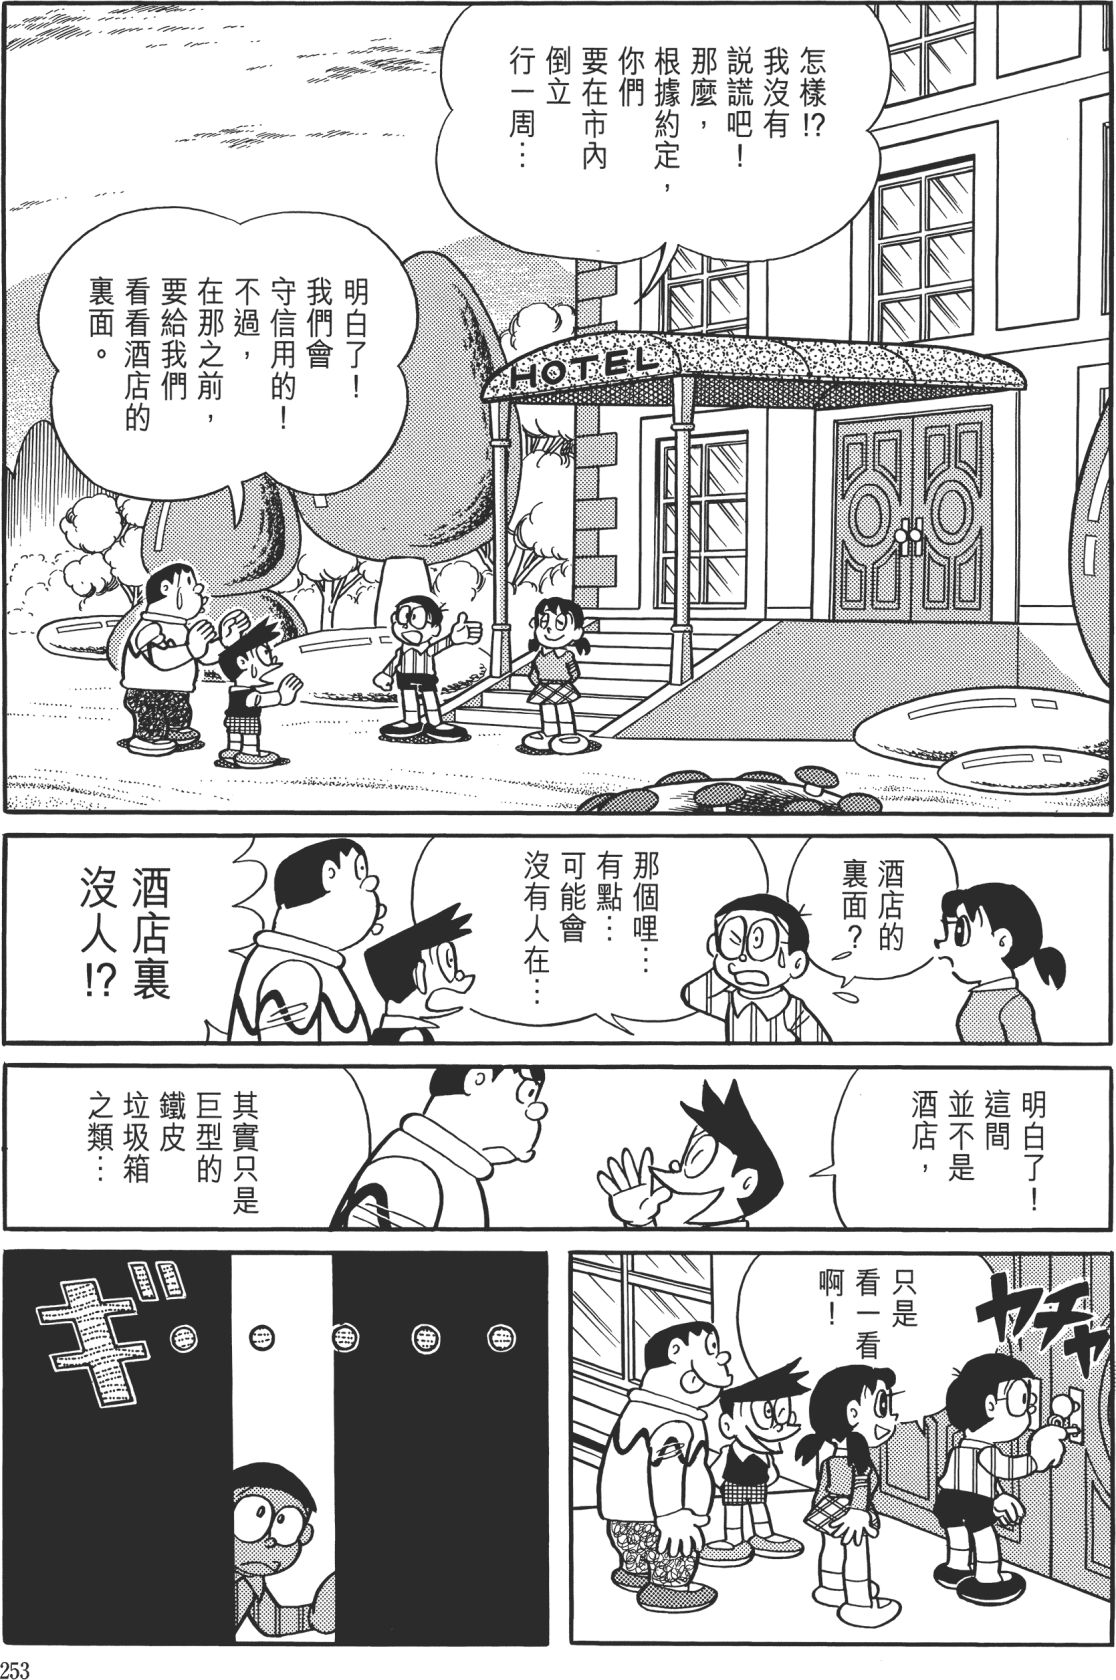 怎樣!?
我沒有
説謊吧！
那麼，
根據約定，
你們
要在市內
倒立
行一周…
明白了！
我們會
守信用的！
不過，
在那之前，
要給我們
看看酒店的
裏面。
HOTEL
酒店的
裏面？
那個哩…
有點…
可能會
沒有人在…
酒店裏
沒人!?
明白了！
這間
並不是
酒店，
其實只是
巨型的
鐵皮
垃圾箱
之類…
只是
看一看
啊！
ガチャ
ギ・・・・・
253